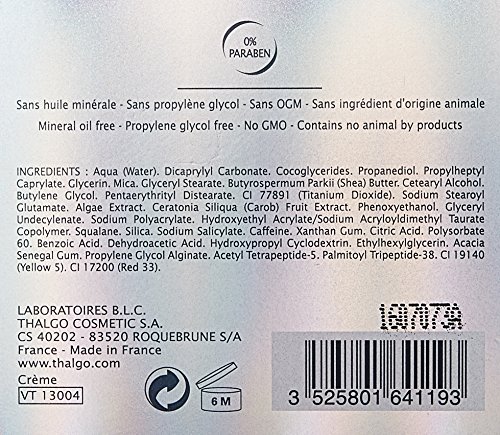 0%
PARABEN
Sans huile minérale - Sans propylène glycol - Sans OGM - Sans ingrédient d'origine animale
Mineral oil free - Propylene glycol free - No GMO - Contains no animal by products
INGREDIENTS : Aqua (Water). Dicaprylyl Carbonate. Cocoglycerides. Propanediol. Propylheptyl
Caprylate. Glycerin. Mica. Glyceryl Stearate. Butyrospermum Parkii (Shea) Butter. Cetearyl Alcohol.
Butylene Glycol. Pentaerythrityl Distearate. CI 77891 (Titanium Dioxide). Sodium Stearoyl
Glutamate. Algae Extract. Ceratonia Siliqua (Carob) Fruit Extract. Phenoxyethanol. Glyceryl
Undecylenate. Sodium Polyacrylate. Hydroxyethyl Acrylate/Sodium Acryloyldimethyl Taurate
Copolymer. Squalane. Silica. Sodium Salicylate. Caffeine. Xanthan Gum. Citric Acid. Polysorbate
60. Benzoic Acid. Dehydroacetic Acid. Hydroxypropyl Cyclodextrin. Ethylhexylglycerin. Acacia
Senegal Gum. Propylene Glycol Alginate. Acetyl Tetrapeptide-5. Palmitoyl Tripeptide-38. CI 19140
(Yellow 5). CI 17200 (Red 33).
LABORATOIRES B.L.C.
THALGO COSMETIC S.A.
CS 40202 - 83520 ROQUEBRUNE S/A
France - Made in France
www.thalgo.com
Crème
VT 13004
6 M
3 525801 641193